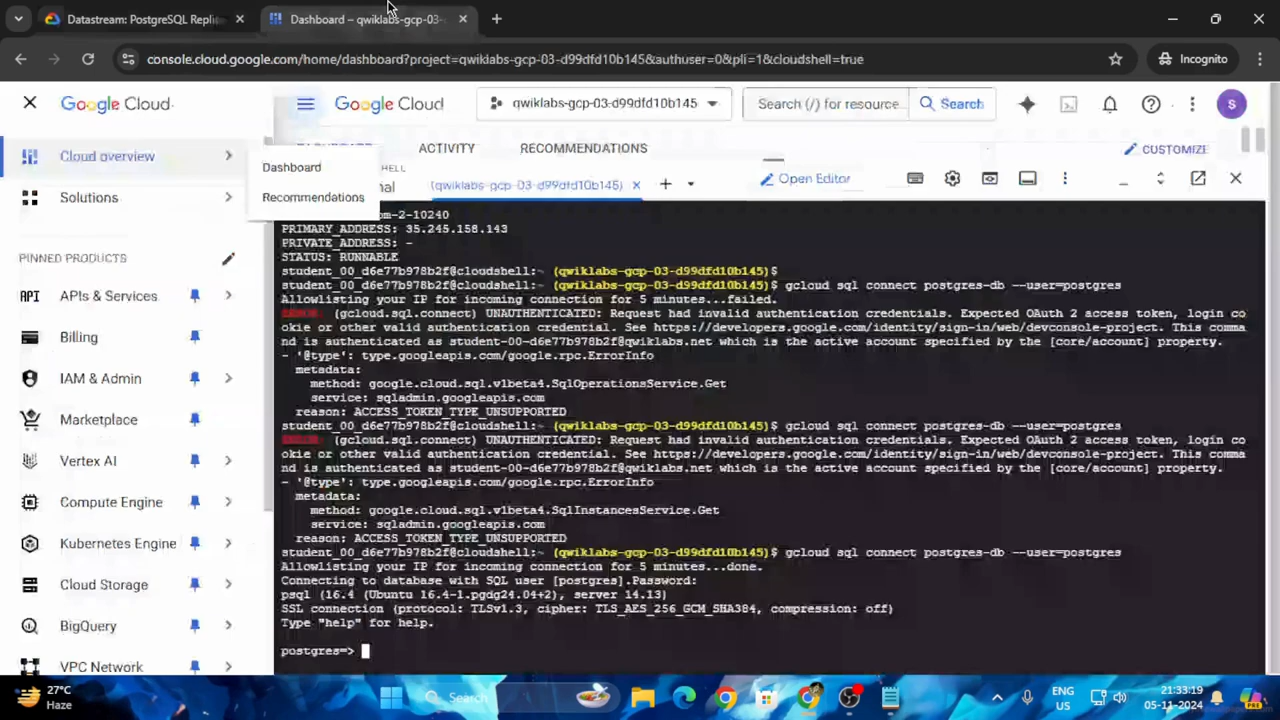 Datastream: PostgreSQL Repli
Dashboard – qwiklabs-gcp-03-
console.cloud.google.com/home/dashboard?project=qwiklabs-gcp-03-d99dfd10b145&authuser=0&pli=1&cloudshell=true
Incognito
Google Cloud
Google Cloud
qwiklabs-gcp-03-d99dfd10b145
Search (/) for resource
Search
S
Cloud overview
Dashboard
Recommendations
ACTIVITY
RECOMMENDATIONS
CUSTOMIZE
(qwiklabs-gcp-03-d99dfd10b145)
Open Editor
Solutions
PINNED PRODUCTS
API APIs & Services
Billing
IAM & Admin
Marketplace
Vertex AI
Compute Engine
Kubernetes Engine
Cloud Storage
BigQuery
VPC Network
om-2-10240
PRIMARY_ADDRESS: 35.245.158.143
PRIVATE_ADDRESS: -
STATUS: RUNNABLE
student_00_d6e77b978b2f@cloudshell:~ (qwiklabs-gcp-03-d99dfd10b145)$
student_00_d6e77b978b2f@cloudshell:~ (qwiklabs-gcp-03-d99dfd10b145)$ gcloud sql connect postgres-db --user=postgres
Allowlisting your IP for incoming connection for 5 minutes...failed.
ERROR: (gcloud.sql.connect) UNAUTHENTICATED: Request had invalid authentication credentials. Expected OAuth 2 access token, login co
okie or other valid authentication credential. See https://developers.google.com/identity/sign-in/web/devconsole-project. This comma
nd is authenticated as student-00-d6e77b978b2f@qwiklabs.net which is the active account specified by the [core/account] property.
- '@type': type.googleapis.com/google.rpc.ErrorInfo
metadata:
method: google.cloud.sql.v1beta4.SqlOperationsService.Get
service: sqladmin.googleapis.com
reason: ACCESS_TOKEN_TYPE_UNSUPPORTED
student_00_d6e77b978b2f@cloudshell:~ (qwiklabs-gcp-03-d99dfd10b145)$ gcloud sql connect postgres-db --user=postgres
ERROR: (gcloud.sql.connect) UNAUTHENTICATED: Request had invalid authentication credentials. Expected OAuth 2 access token, login co
okie or other valid authentication credential. See https://developers.google.com/identity/sign-in/web/devconsole-project. This comma
nd is authenticated as student-00-d6e77b978b2f@qwiklabs.net which is the active account specified by the [core/account] property.
- '@type': type.googleapis.com/google.rpc.ErrorInfo
metadata:
method: google.cloud.sql.v1beta4.SqlInstancesService.Get
service: sqladmin.googleapis.com
reason: ACCESS_TOKEN_TYPE_UNSUPPORTED
student_00_d6e77b978b2f@cloudshell:~ (qwiklabs-gcp-03-d99dfd10b145)$ gcloud sql connect postgres-db --user=postgres
Allowlisting your IP for incoming connection for 5 minutes...done.
Connecting to database with SQL user [postgres].Password:
psql (16.4 (Ubuntu 16.4-1.pgdg24.04+2), server 14.13)
SSL connection (protocol: TLSv1.3, cipher: TLS_AES_256_GCM_SHA384, compression: off)
Type "help" for help.
postgres=>
27°C
Haze
Search
ENG
US
21:33:19
05-11-2024